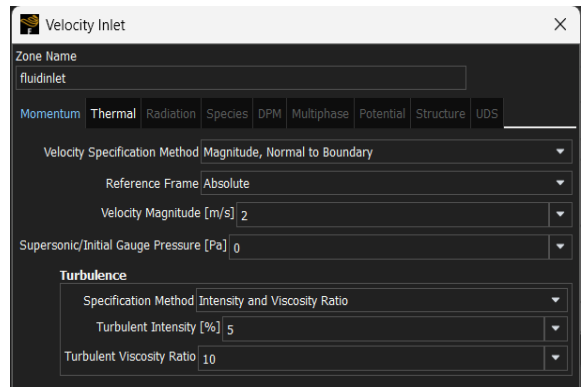 Velocity Inlet
Zone Name
fluidinlet
Momentum Thermal Radiation Species DPM Multiphase Potential Structure UDS
Velocity Specification Method Magnitude, Normal to Boundary
Reference Frame Absolute
Velocity Magnitude [m/s] 2
Supersonic/Initial Gauge Pressure [Pa] 0
Turbulence
Specification Method Intensity and Viscosity Ratio
Turbulent Intensity [%] 5
Turbulent Viscosity Ratio 10